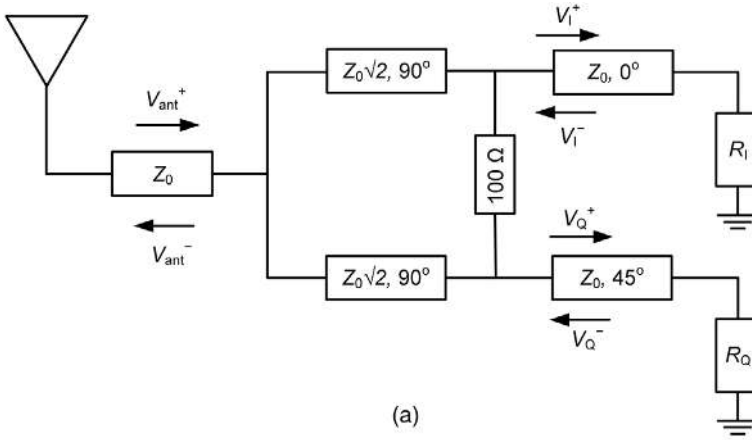 V_I^+
Z_0√2, 90°
Z_0, 0°
V_ant^+
V_I^-
R_I
Z_0
100 Ω
V_Q^+
V_ant^-
Z_0√2, 90°
Z_0, 45°
V_Q^-
R_Q
(a)